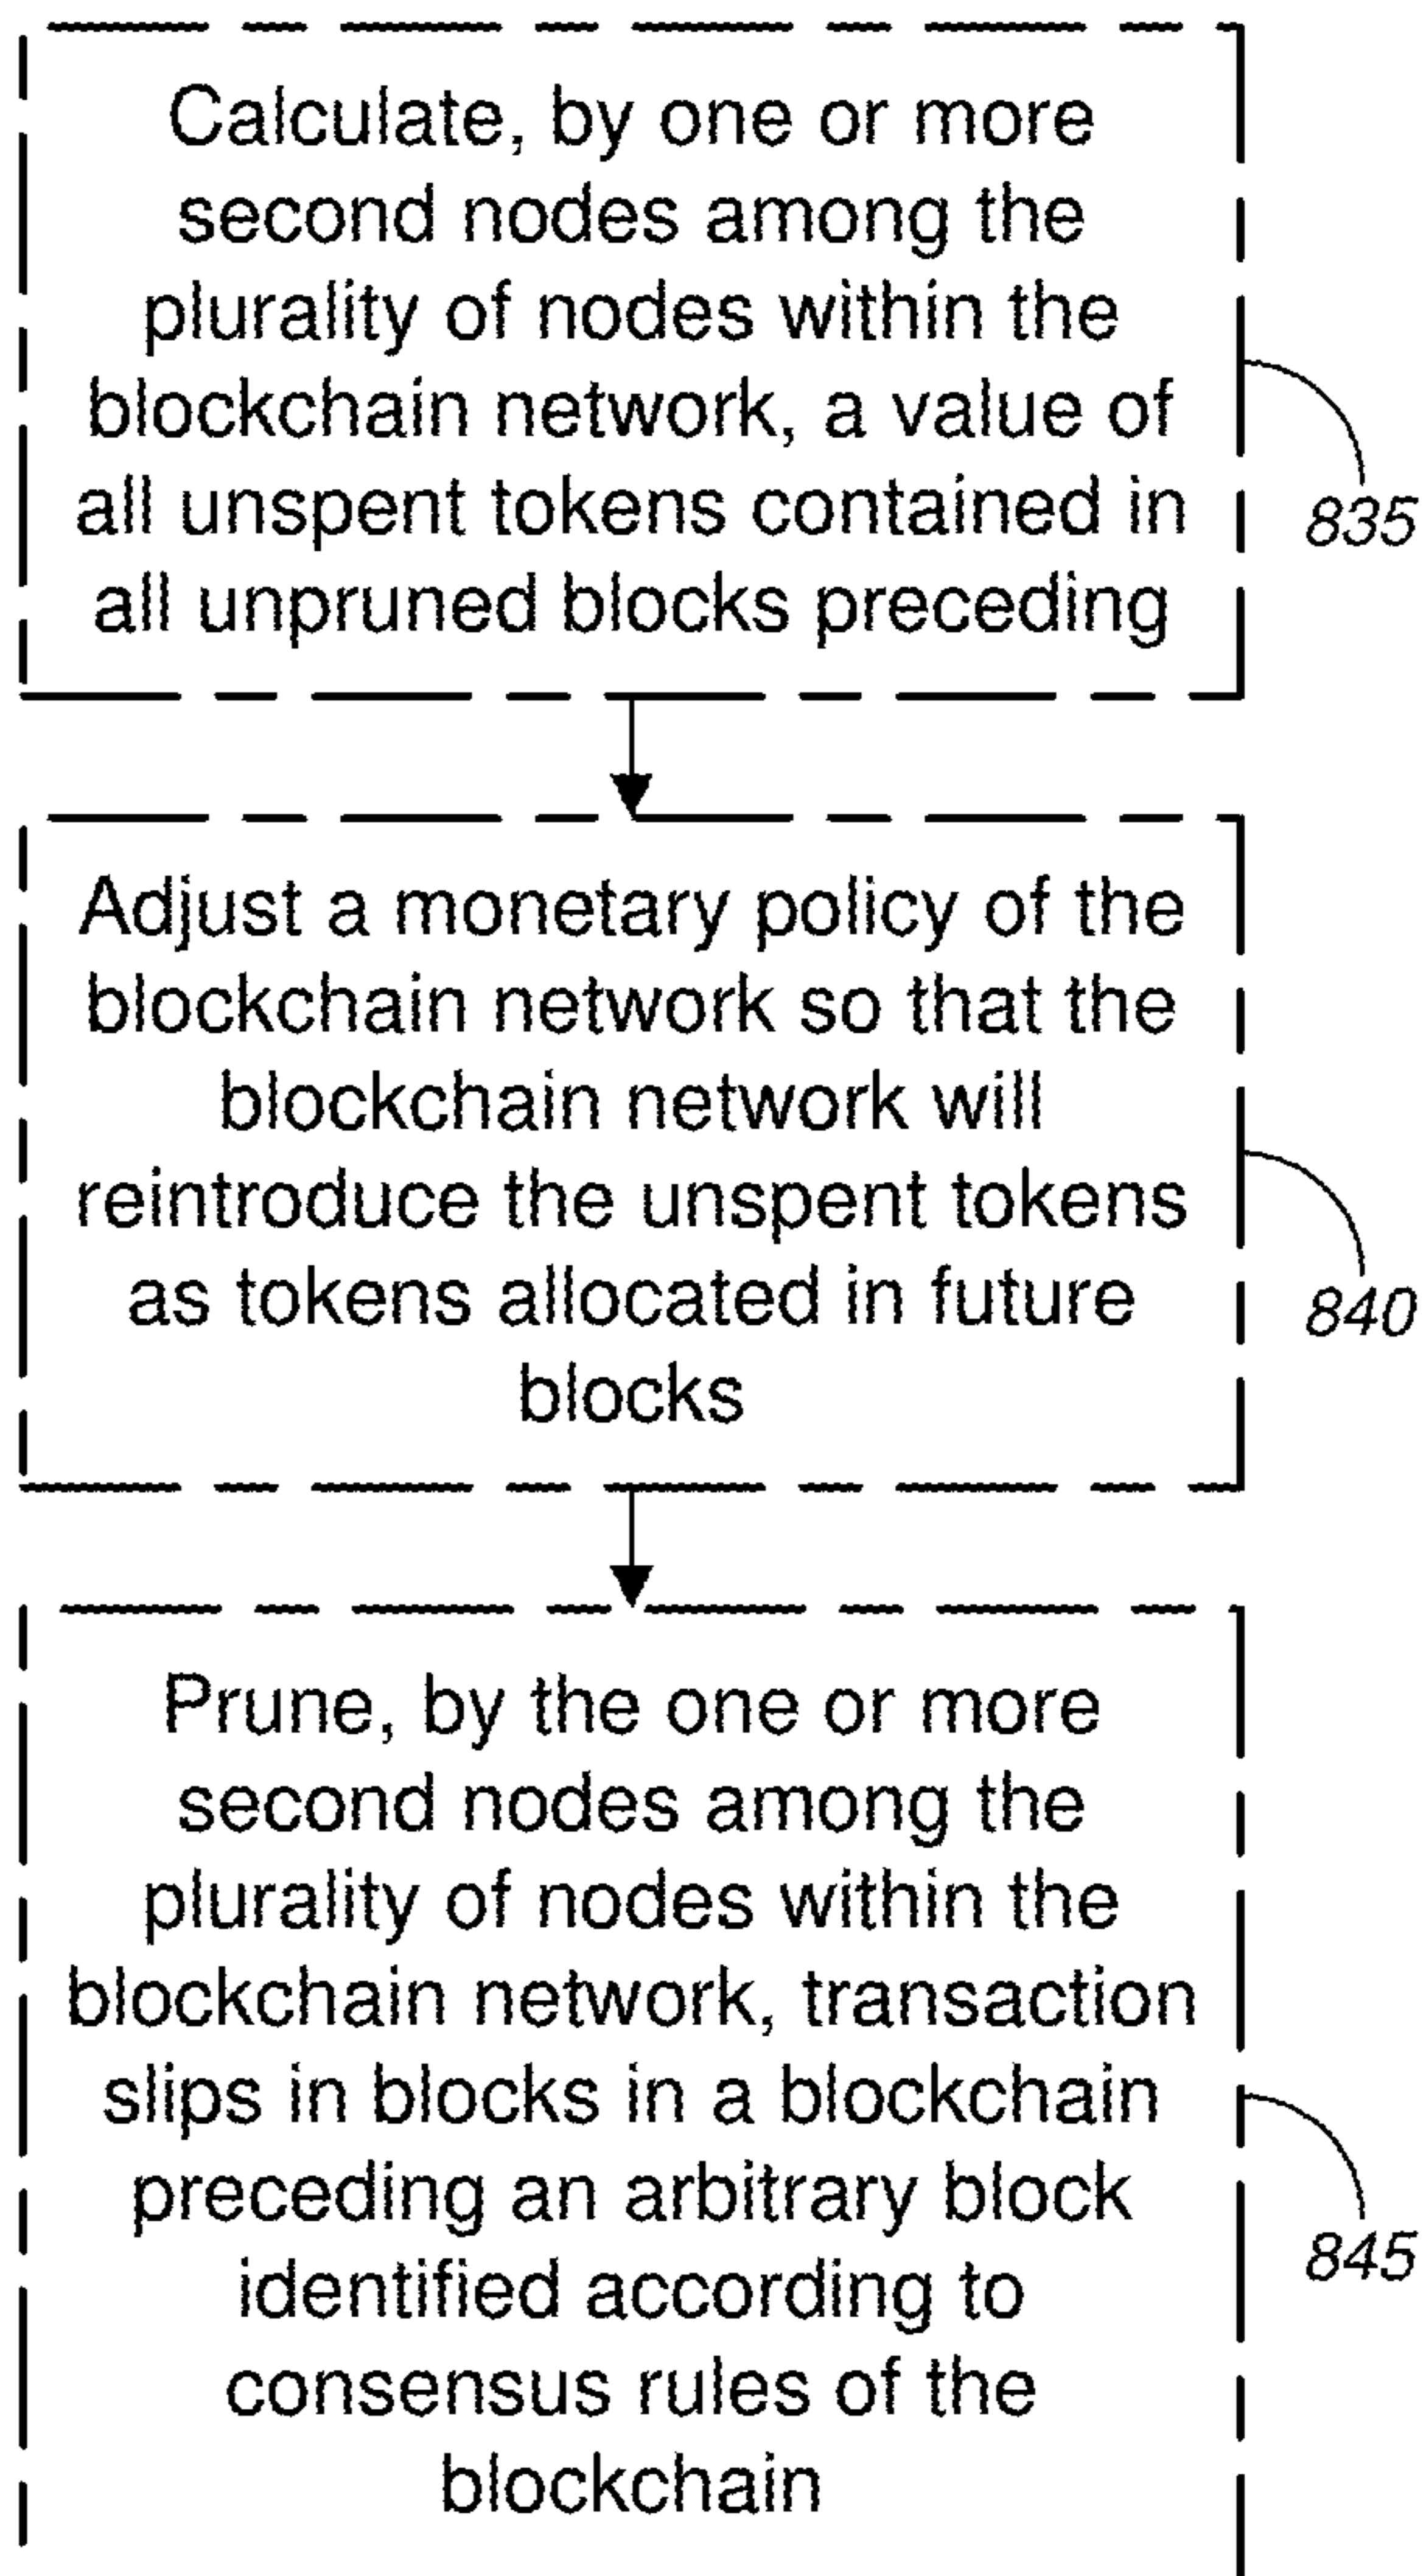 Calculate, by one or more
second nodes among the
plurality of nodes within the
blockchain network, a value of
all unspent tokens contained in
all unpruned blocks preceding
835
Adjust a monetary policy of the
blockchain network so that the
blockchain network will
reintroduce the unspent tokens
as tokens allocated in future
blocks
840
Prune, by the one or more
second nodes among the
plurality of nodes within the
blockchain network, transaction
slips in blocks in a blockchain
preceding an arbitrary block
identified according to
consensus rules of the
blockchain
845